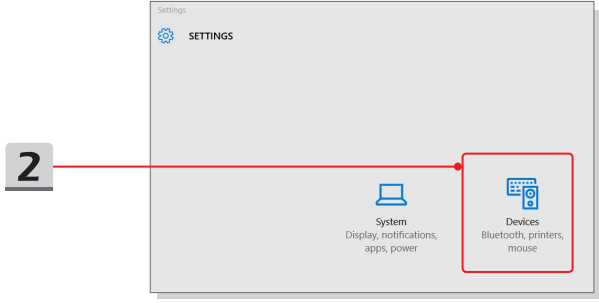 Settings
SETTINGS
2
System
Display, notifications,
apps, power
Devices
Bluetooth, printers,
mouse